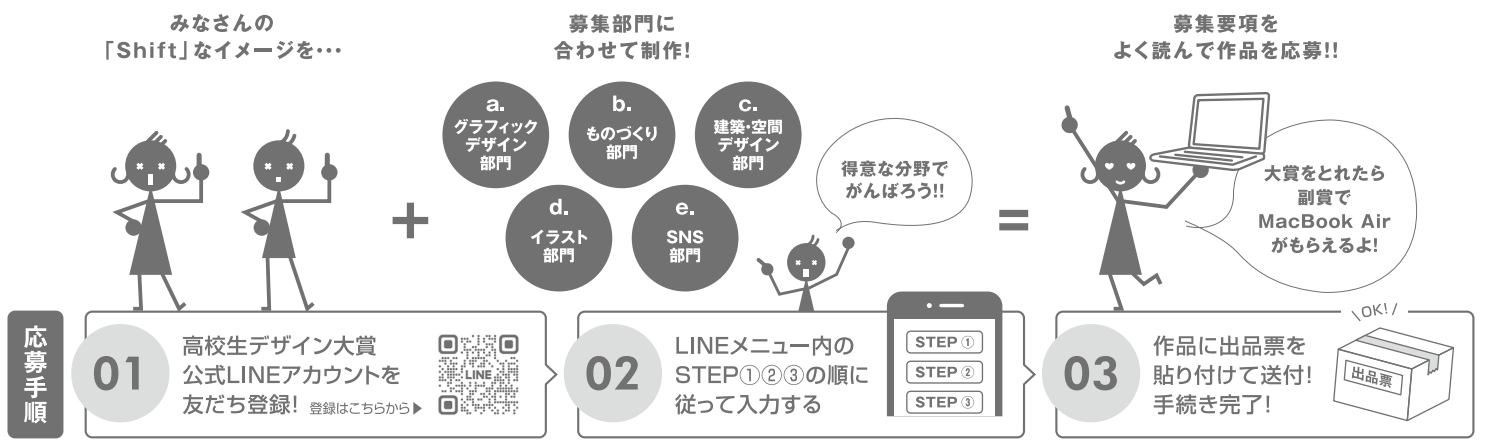 みなさんの
「Shift」なイメージを・・・
募集部門に
合わせて制作!
a.
グラフィック
デザイン
部門
b.
ものづくり
部門
c.
建築・空間
デザイン
部門
d.
イラスト
部門
e.
SNS
部門
得意な分野で
がんばろう!!
+
=
募集要項を
よく読んで作品を応募!!
大賞をとれたら
副賞で
MacBook Air
がもらえるよ!
応募手順
01
高校生デザイン大賞
公式LINEアカウントを
友だち登録! 登録はこちらから▶
LINE
02
LINEメニュー内の
STEP①②③の順に
従って入力する
STEP ①
STEP ②
STEP ③
03
作品に出品票を
貼り付けて送付!
手続き完了!
\OK!/
出品票